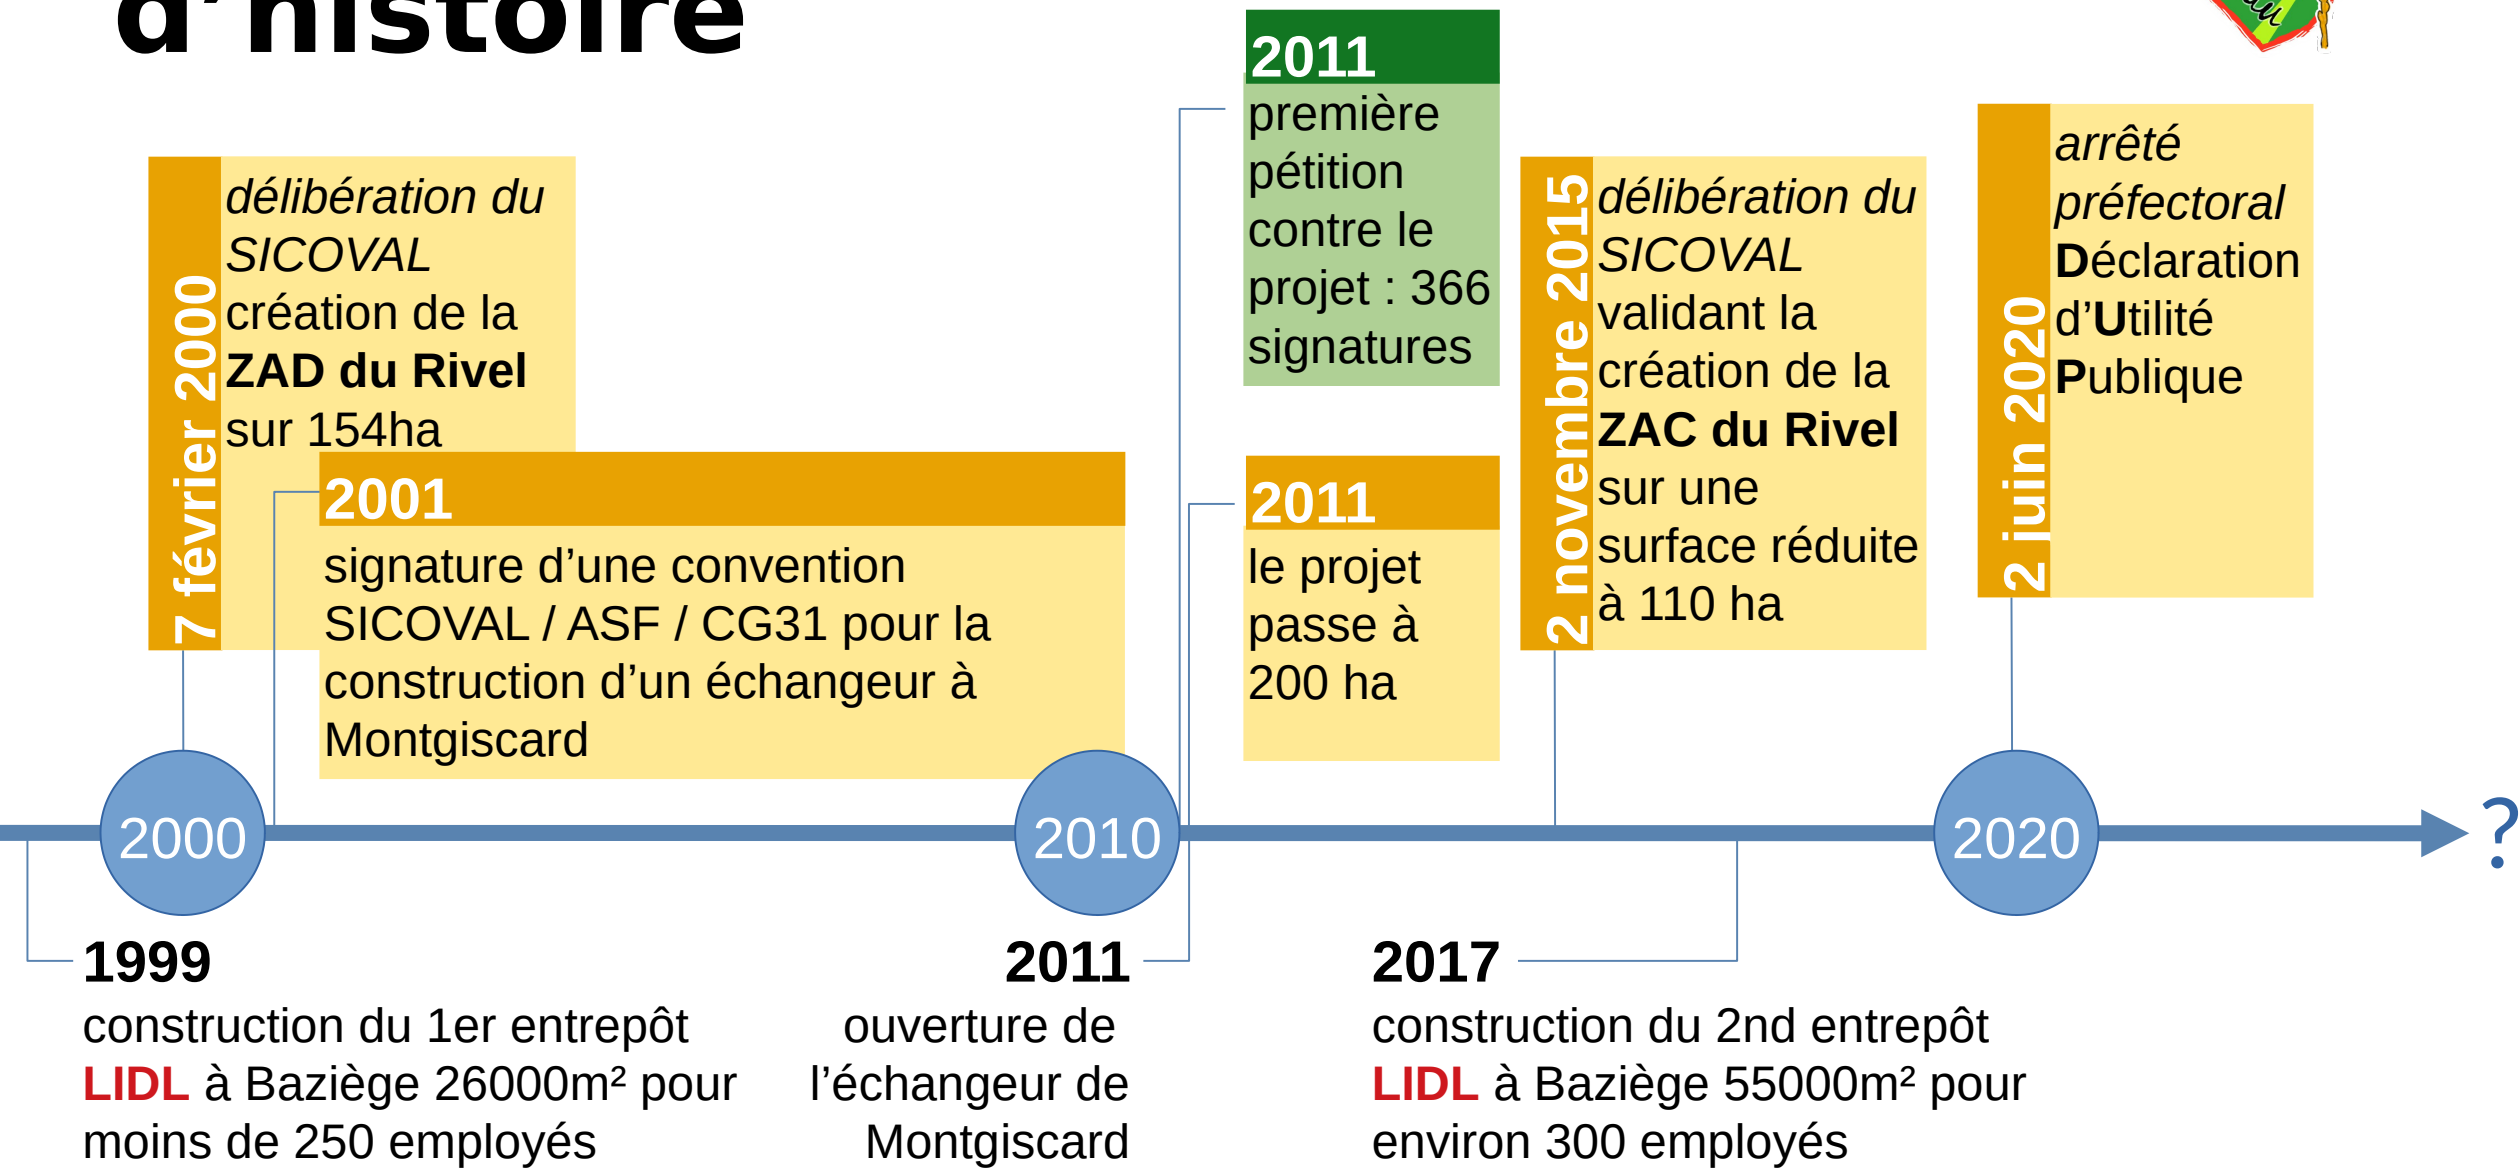 d’histoire
7 février 2000
délibération du
SICOVAL
création de la
ZAD du Rivel
sur 154ha
2001
signature d’une convention
SICOVAL / ASF / CG31 pour la
construction d’un échangeur à
Montgiscard
2011
première
pétition
contre le
projet : 366
signatures
2011
le projet
passe à
200 ha
2 novembre 2015
délibération du
SICOVAL
validant la
création de la
ZAC du Rivel
sur une
surface réduite
à 110 ha
2 juin 2020
arrêté
préfectoral
Déclaration
d’Utilité
Publique
2000
2010
2020
?
1999
construction du 1er entrepôt
LIDL à Baziège 26000m² pour
moins de 250 employés
2011
ouverture de
l’échangeur de
Montgiscard
2017
construction du 2nd entrepôt
LIDL à Baziège 55000m² pour
environ 300 employés